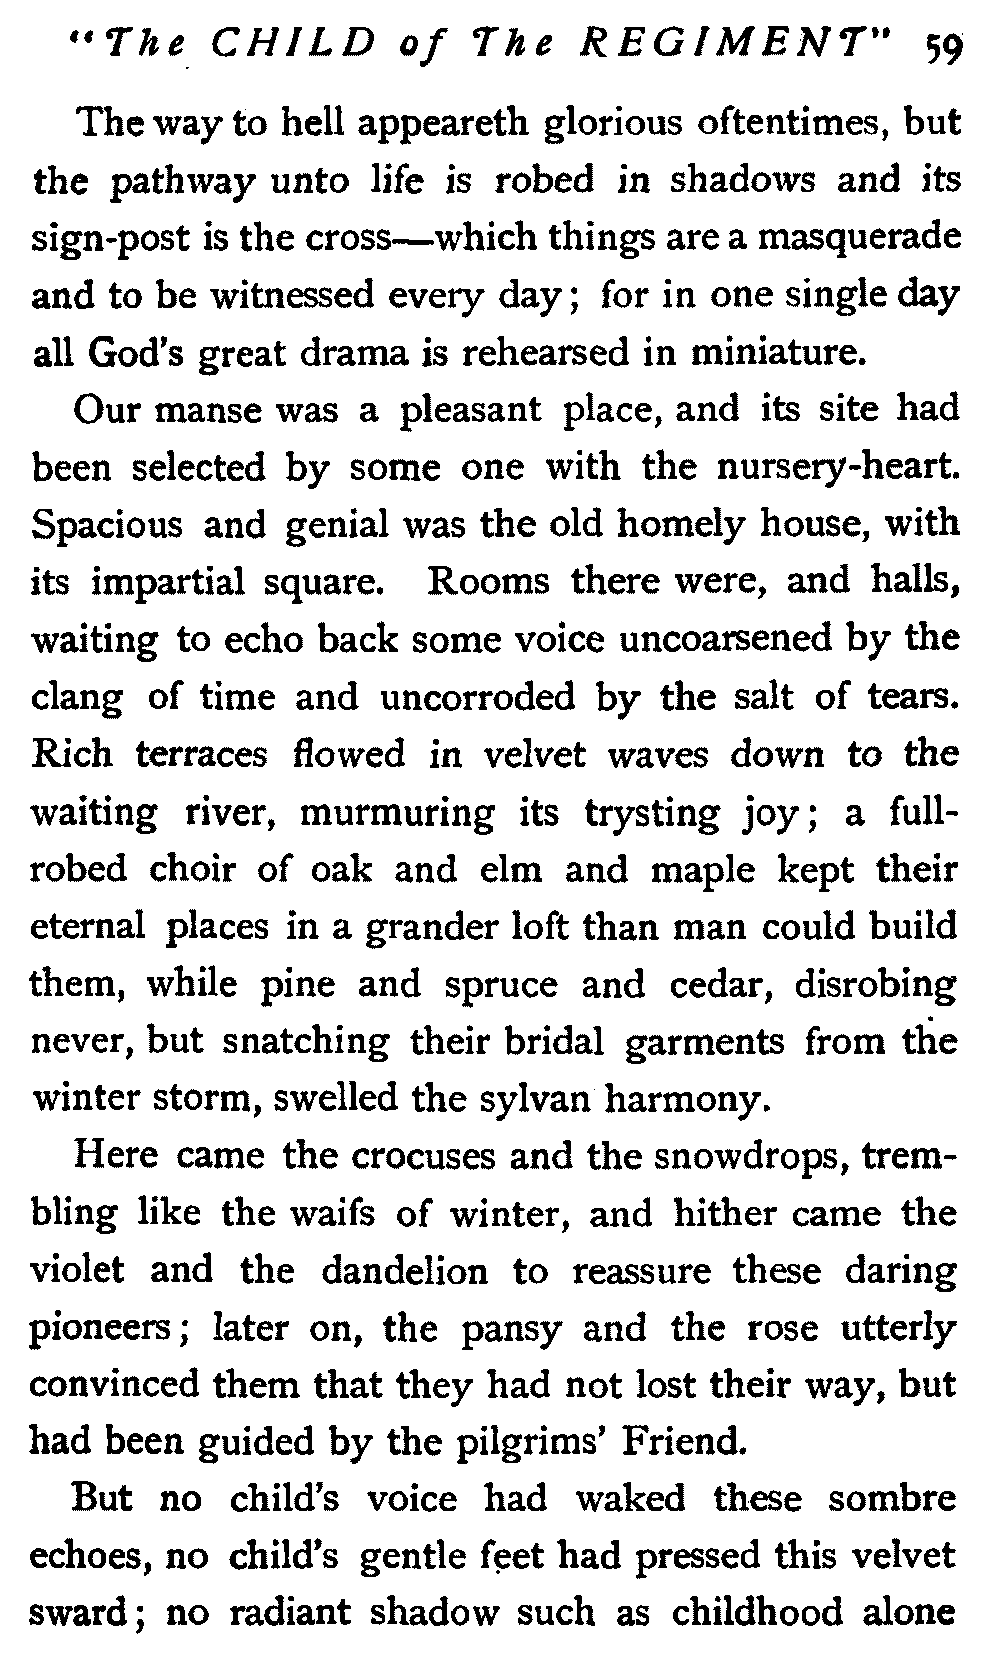 "The CHILD of The REGIMENT" 59
The way to hell appeareth glorious oftentimes, but
the pathway unto life is robed in shadows and its
sign-post is the cross—which things are a masquerade
and to be witnessed every day; for in one single day
all God's great drama is rehearsed in miniature.
Our manse was a pleasant place, and its site had
been selected by some one with the nursery-heart.
Spacious and genial was the old homely house, with
its impartial square. Rooms there were, and halls,
waiting to echo back some voice uncoarsened by the
clang of time and uncorroded by the salt of tears.
Rich terraces flowed in velvet waves down to the
waiting river, murmuring its trysting joy; a full-
robed choir of oak and elm and maple kept their
eternal places in a grander loft than man could build
them, while pine and spruce and cedar, disrobing
never, but snatching their bridal garments from the
winter storm, swelled the sylvan harmony.
Here came the crocuses and the snowdrops, trem-
bling like the waifs of winter, and hither came the
violet and the dandelion to reassure these daring
pioneers; later on, the pansy and the rose utterly
convinced them that they had not lost their way, but
had been guided by the pilgrims' Friend.
But no child's voice had waked these sombre
echoes, no child's gentle feet had pressed this velvet
sward; no radiant shadow such as childhood alone